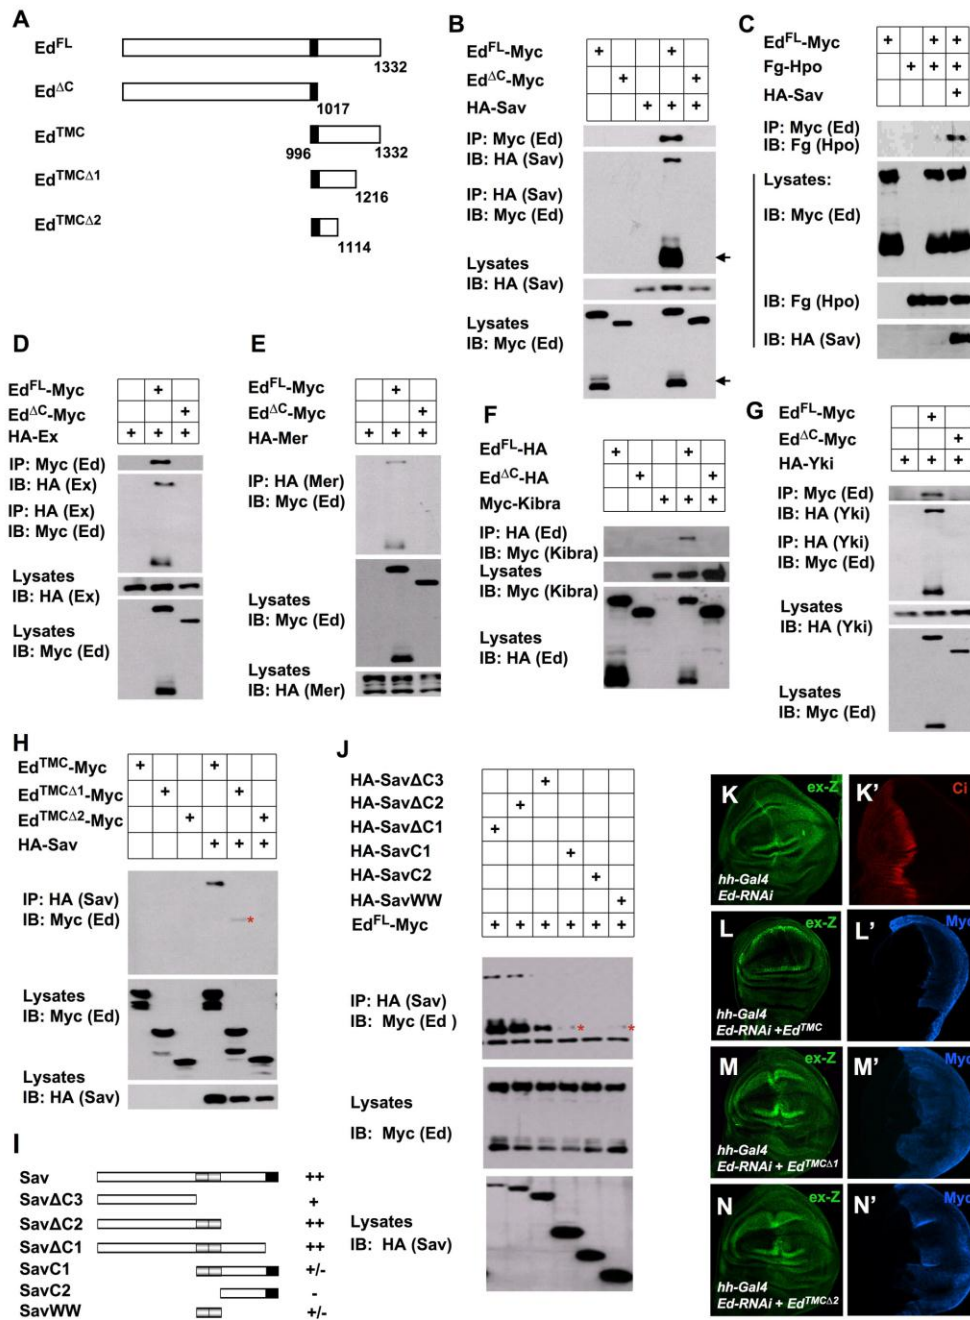 A
Ed^FL
1332
Ed^ΔC
1017
Ed^TMC
996
1332
Ed^TMCΔ1
1216
Ed^TMCΔ2
1114
B
Ed^FL-Myc + +
Ed^ΔC-Myc + +
HA-Sav + + +
IP: Myc (Ed)
IB: HA (Sav)
IP: HA (Sav)
IB: Myc (Ed)
Lysates
IB: HA (Sav)
Lysates
IB: Myc (Ed)
C
Ed^FL-Myc + + +
Fg-Hpo + + +
HA-Sav +
IP: Myc (Ed)
IB: Fg (Hpo)
Lysates:
IB: Myc (Ed)
IB: Fg (Hpo)
IB: HA (Sav)
D
Ed^FL-Myc +
Ed^ΔC-Myc +
HA-Ex + + +
IP: Myc (Ed)
IB: HA (Ex)
IP: HA (Ex)
IB: Myc (Ed)
Lysates
IB: HA (Ex)
Lysates
IB: Myc (Ed)
E
Ed^FL-Myc +
Ed^ΔC-Myc +
HA-Mer + + +
IP: HA (Mer)
IB: Myc (Ed)
Lysates
IB: Myc (Ed)
Lysates
IB: HA (Mer)
F
Ed^FL-HA + +
Ed^ΔC-HA + +
Myc-Kibra + + +
IP: HA (Ed)
IB: Myc (Kibra)
Lysates
IB: Myc (Kibra)
Lysates
IB: HA (Ed)
G
Ed^FL-Myc +
Ed^ΔC-Myc +
HA-Yki + + +
IP: Myc (Ed)
IB: HA (Yki)
IP: HA (Yki)
IB: Myc (Ed)
Lysates
IB: HA (Yki)
Lysates
IB: Myc (Ed)
H
Ed^TMC-Myc + +
Ed^TMCΔ1-Myc + +
Ed^TMCΔ2-Myc + +
HA-Sav + + +
IP: HA (Sav)
IB: Myc (Ed)
*
Lysates
IB: Myc (Ed)
Lysates
IB: HA (Sav)
I
Sav ++
SavΔC3 +
SavΔC2 ++
SavΔC1 ++
SavC1 +/-
SavC2 -
SavWW +/-
J
HA-SavΔC3 +
HA-SavΔC2 +
HA-SavΔC1 +
HA-SavC1 +
HA-SavC2 +
HA-SavWW +
Ed^FL-Myc + + + + + +
IP: HA (Sav)
IB: Myc (Ed )
* *
Lysates
IB: Myc (Ed)
Lysates
IB: HA (Sav)
K ex-Z
hh-Gal4
Ed-RNAi
K' Ci
L ex-Z
hh-Gal4
Ed-RNAi +Ed^TMC
L' Myc
M ex-Z
hh-Gal4
Ed-RNAi + Ed^TMCΔ1
M' Myc
N ex-Z
hh-Gal4
Ed-RNAi + Ed^TMCΔ2
N' Myc